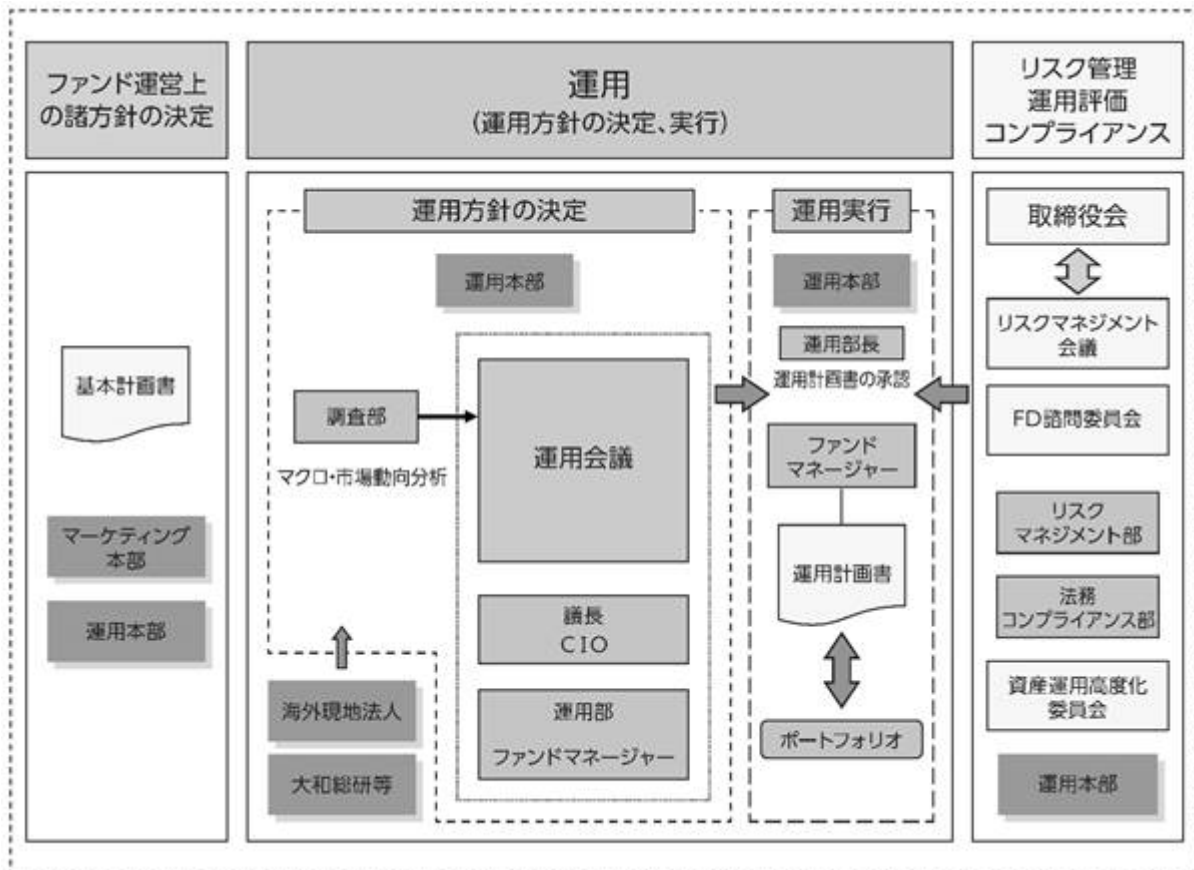 ファンド運営上
の諸方針の決定
運用
(運用方針の決定、実行)
リスク管理
運用評価
コンプライアンス
基本計画書
マーケティング
本部
運用本部
運用方針の決定
運用本部
調査部
マクロ・市場動向分析
運用会議
議長
CIO
運用部
ファンドマネージャー
海外現地法人
大和総研等
運用実行
運用本部
運用部長
運用計画書の承認
ファンド
マネージャー
運用計画書
ポートフォリオ
取締役会
リスクマネジメント
会議
FD諮問委員会
リスク
マネジメント部
法務
コンプライアンス部
資産運用高度化
委員会
運用本部